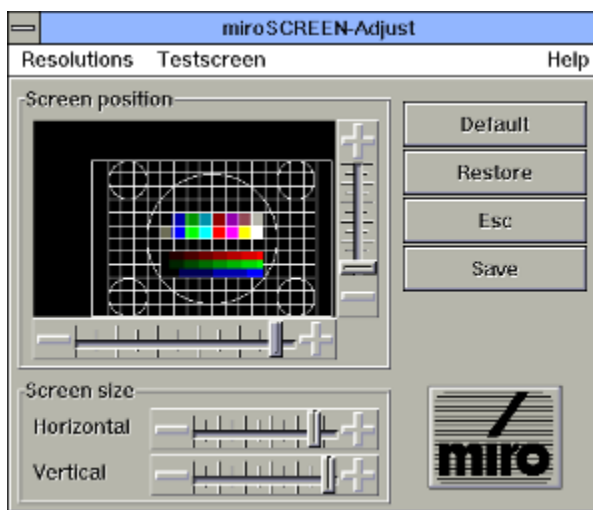 miroSCREEN-Adjust
Resolutions Testscreen Help
Screen position
Default
Restore
Esc
Save
Screen size
Horizontal
Vertical
miro